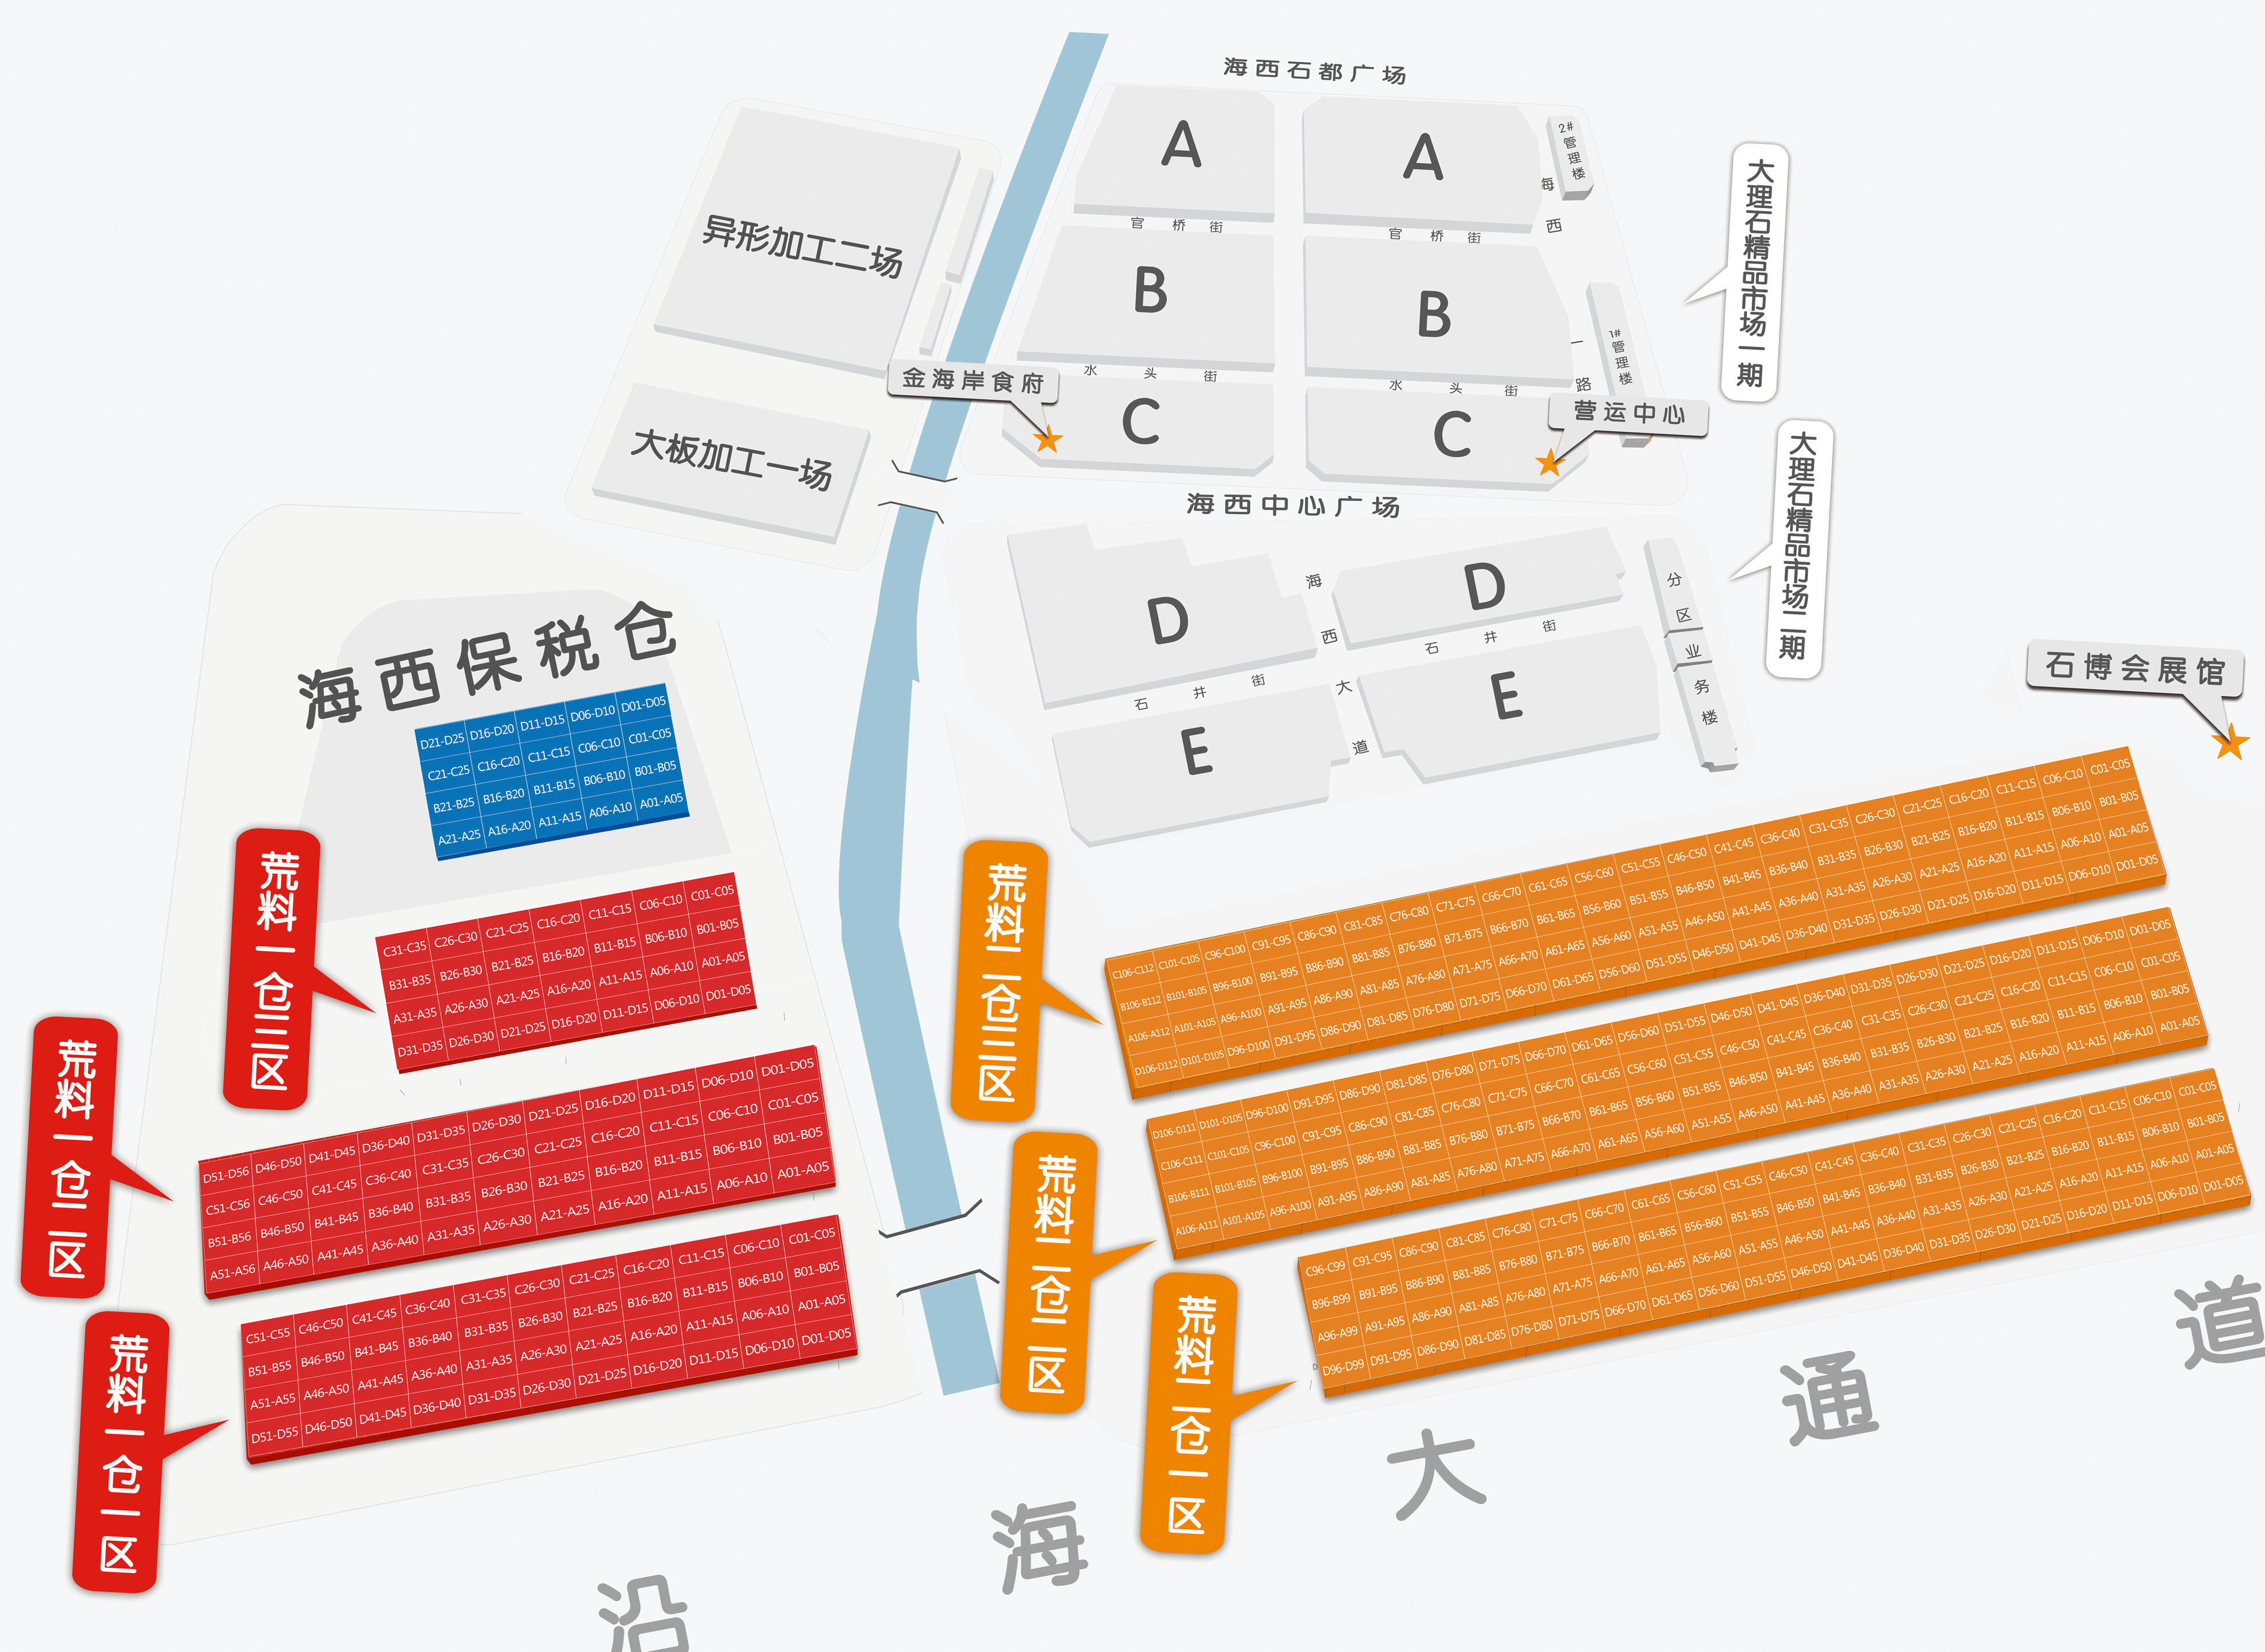 海西石都广场
A
A
2#管理楼
海西一路
官桥街
官桥街
B
B
1#管理楼
水头街
水头街
C
C
金海岸食府
营运中心
大理石精品市场一期
异形加工二场
大板加工一场
海西中心广场
D
D
海西大道
石井街
石井街
E
E
分区业务楼
大理石精品市场二期
石博会展馆
海西保税仓
D21-D25 D16-D20 D11-D15 D06-D10 D01-D05
C21-C25 C16-C20 C11-C15 C06-C10 C01-C05
B21-B25 B16-B20 B11-B15 B06-B10 B01-B05
A21-A25 A16-A20 A11-A15 A06-A10 A01-A05
荒料一仓三区
C31-C35 C26-C30 C21-C25 C16-C20 C11-C15 C06-C10 C01-C05
B31-B35 B26-B30 B21-B25 B16-B20 B11-B15 B06-B10 B01-B05
A31-A35 A26-A30 A21-A25 A16-A20 A11-A15 A06-A10 A01-A05
D31-D35 D26-D30 D21-D25 D16-D20 D11-D15 D06-D10 D01-D05
荒料一仓二区
D51-D56 D46-D50 D41-D45 D36-D40 D31-D35 D26-D30 D21-D25 D16-D20 D11-D15 D06-D10 D01-D05
C51-C56 C46-C50 C41-C45 C36-C40 C31-C35 C26-C30 C21-C25 C16-C20 C11-C15 C06-C10 C01-C05
B51-B56 B46-B50 B41-B45 B36-B40 B31-B35 B26-B30 B21-B25 B16-B20 B11-B15 B06-B10 B01-B05
A51-A56 A46-A50 A41-A45 A36-A40 A31-A35 A26-A30 A21-A25 A16-A20 A11-A15 A06-A10 A01-A05
荒料一仓一区
C51-C55 C46-C50 C41-C45 C36-C40 C31-C35 C26-C30 C21-C25 C16-C20 C11-C15 C06-C10 C01-C05
B51-B55 B46-B50 B41-B45 B36-B40 B31-B35 B26-B30 B21-B25 B16-B20 B11-B15 B06-B10 B01-B05
A51-A55 A46-A50 A41-A45 A36-A40 A31-A35 A26-A30 A21-A25 A16-A20 A11-A15 A06-A10 A01-A05
D51-D55 D46-D50 D41-D45 D36-D40 D31-D35 D26-D30 D21-D25 D16-D20 D11-D15 D06-D10 D01-D05
荒料二仓三区
C106-C112 C101-C105 C96-C100 C91-C95 C86-C90 C81-C85 C76-C80 C71-C75 C66-C70 C61-C65 C56-C60 C51-C55 C46-C50 C41-C45 C36-C40 C31-C35 C26-C30 C21-C25 C16-C20 C11-C15 C06-C10 C01-C05
B106-B112 B101-B105 B96-B100 B91-B95 B86-B90 B81-B85 B76-B80 B71-B75 B66-B70 B61-B65 B56-B60 B51-B55 B46-B50 B41-B45 B36-B40 B31-B35 B26-B30 B21-B25 B16-B20 B11-B15 B06-B10 B01-B05
A106-A112 A101-A105 A96-A100 A91-A95 A86-A90 A81-A85 A76-A80 A71-A75 A66-A70 A61-A65 A56-A60 A51-A55 A46-A50 A41-A45 A36-A40 A31-A35 A26-A30 A21-A25 A16-A20 A11-A15 A06-A10 A01-A05
D106-D112 D101-D105 D96-D100 D91-D95 D86-D90 D81-D85 D76-D80 D71-D75 D66-D70 D61-D65 D56-D60 D51-D55 D46-D50 D41-D45 D36-D40 D31-D35 D26-D30 D21-D25 D16-D20 D11-D15 D06-D10 D01-D05
荒料二仓二区
D106-D111 D101-D105 D96-D100 D91-D95 D86-D90 D81-D85 D76-D80 D71-D75 D66-D70 D61-D65 D56-D60 D51-D55 D46-D50 D41-D45 D36-D40 D31-D35 D26-D30 D21-D25 D16-D20 D11-D15 D06-D10 D01-D05
C106-C111 C101-C105 C96-C100 C91-C95 C86-C90 C81-C85 C76-C80 C71-C75 C66-C70 C61-C65 C56-C60 C51-C55 C46-C50 C41-C45 C36-C40 C31-C35 C26-C30 C21-C25 C16-C20 C11-C15 C06-C10 C01-C05
B106-B111 B101-B105 B96-B100 B91-B95 B86-B90 B81-B85 B76-B80 B71-B75 B66-B70 B61-B65 B56-B60 B51-B55 B46-B50 B41-B45 B36-B40 B31-B35 B26-B30 B21-B25 B16-B20 B11-B15 B06-B10 B01-B05
A106-A111 A101-A105 A96-A100 A91-A95 A86-A90 A81-A85 A76-A80 A71-A75 A66-A70 A61-A65 A56-A60 A51-A55 A46-A50 A41-A45 A36-A40 A31-A35 A26-A30 A21-A25 A16-A20 A11-A15 A06-A10 A01-A05
荒料二仓一区
C96-C99 C91-C95 C86-C90 C81-C85 C76-C80 C71-C75 C66-C70 C61-C65 C56-C60 C51-C55 C46-C50 C41-C45 C36-C40 C31-C35 C26-C30 C21-C25 C16-C20 C11-C15 C06-C10 C01-C05
B96-B99 B91-B95 B86-B90 B81-B85 B76-B80 B71-B75 B66-B70 B61-B65 B56-B60 B51-B55 B46-B50 B41-B45 B36-B40 B31-B35 B26-B30 B21-B25 B16-B20 B11-B15 B06-B10 B01-B05
A96-A99 A91-A95 A86-A90 A81-A85 A76-A80 A71-A75 A66-A70 A61-A65 A56-A60 A51-A55 A46-A50 A41-A45 A36-A40 A31-A35 A26-A30 A21-A25 A16-A20 A11-A15 A06-A10 A01-A05
D96-D99 D91-D95 D86-D90 D81-D85 D76-D80 D71-D75 D66-D70 D61-D65 D56-D60 D51-D55 D46-D50 D41-D45 D36-D40 D31-D35 D26-D30 D21-D25 D16-D20 D11-D15 D06-D10 D01-D05
沿海大通道